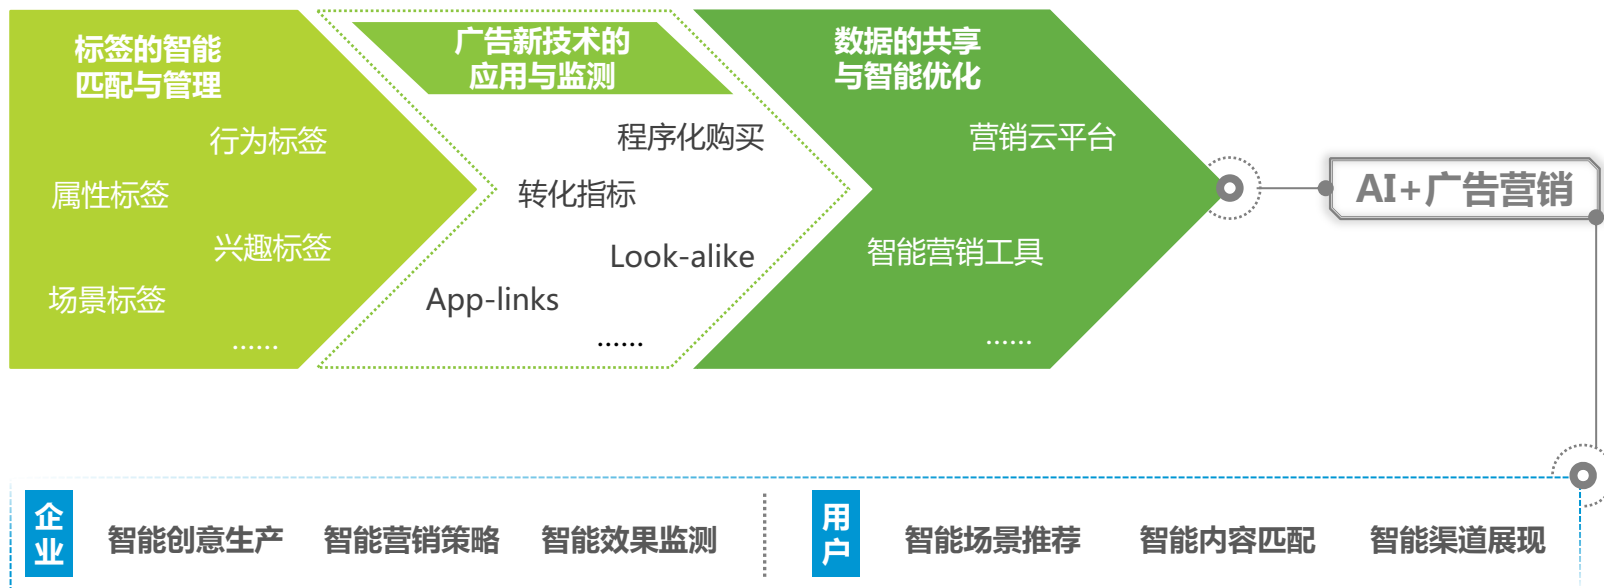 标签的智能
匹配与管理
行为标签
属性标签
兴趣标签
场景标签
......
广告新技术的
应用与监测
程序化购买
转化指标
Look-alike
App-links
......
数据的共享
与智能优化
营销云平台
智能营销工具
......
AI+广告营销
企业
智能创意生产
智能营销策略
智能效果监测
用户
智能场景推荐
智能内容匹配
智能渠道展现